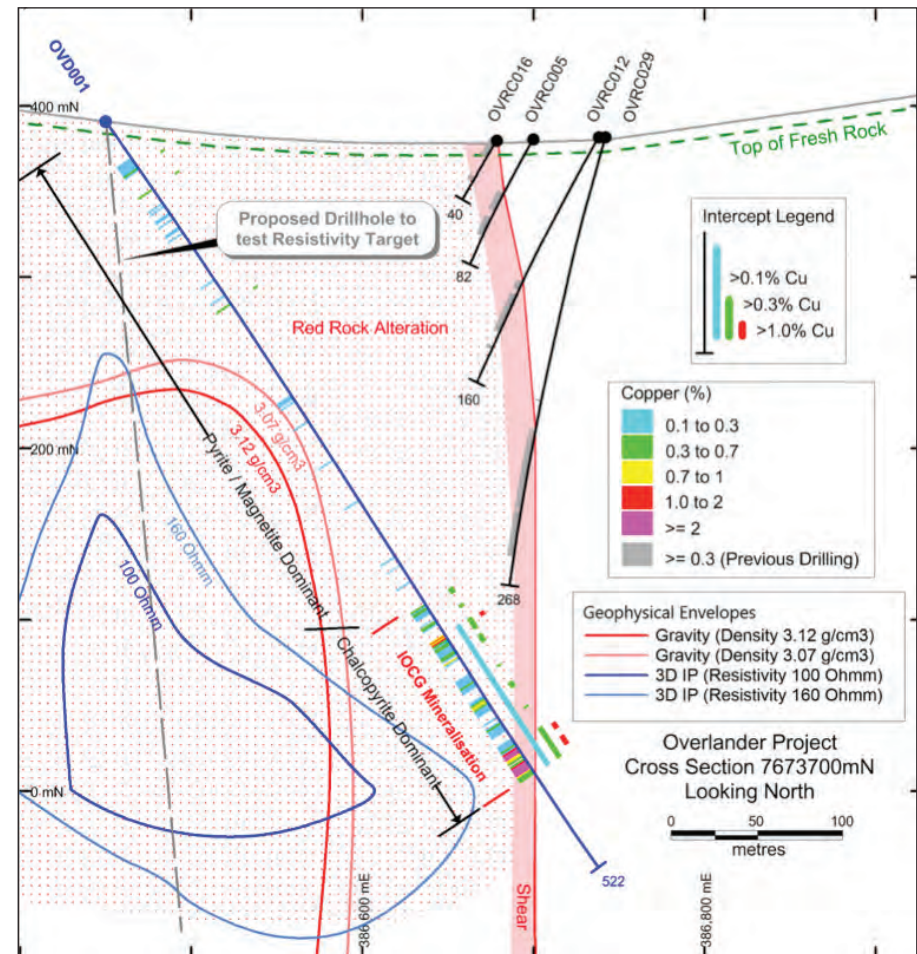 OVD001
OVRC016
OVRC005
OVRC012
OVRC029
400 mN
Top of Fresh Rock
40
82
160
268
Proposed Drillhole to
test Resistivity Target
Intercept Legend
>0.1% Cu
>0.3% Cu
>1.0% Cu
Red Rock Alteration
Copper (%)
0.1 to 0.3
0.3 to 0.7
0.7 to 1
1.0 to 2
>= 2
>= 0.3 (Previous Drilling)
3.07 g/cm3
3.12 g/cm3
200 mN
Pyrite / Magnetite Dominant
160 Ohmm
100 Ohmm
Chalcopyrite Dominant
IOCG Mineralisation
Geophysical Envelopes
Gravity (Density 3.12 g/cm3)
Gravity (Density 3.07 g/cm3)
3D IP (Resistivity 100 Ohmm)
3D IP (Resistivity 160 Ohmm)
Overlander Project
Cross Section 7673700mN
Looking North
0 50 100
metres
0 mN
522
Shear
386,600 mE
386,800 mE